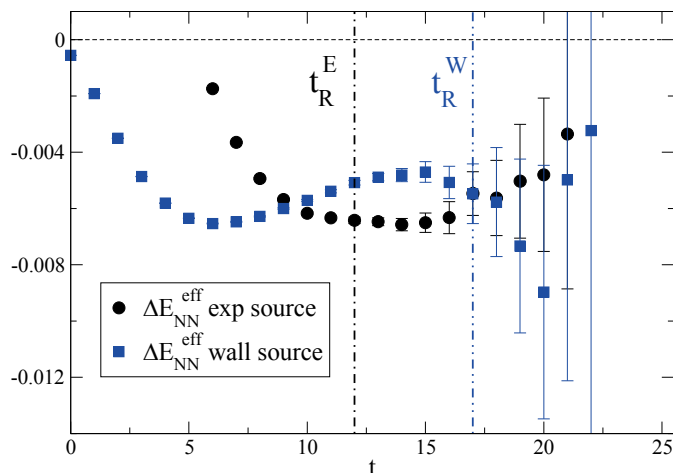 0
-0.004
-0.008
-0.012
t_R^E
t_R^W
ΔE_NN^eff exp source
ΔE_NN^eff wall source
0 5 10 15 20 25
t